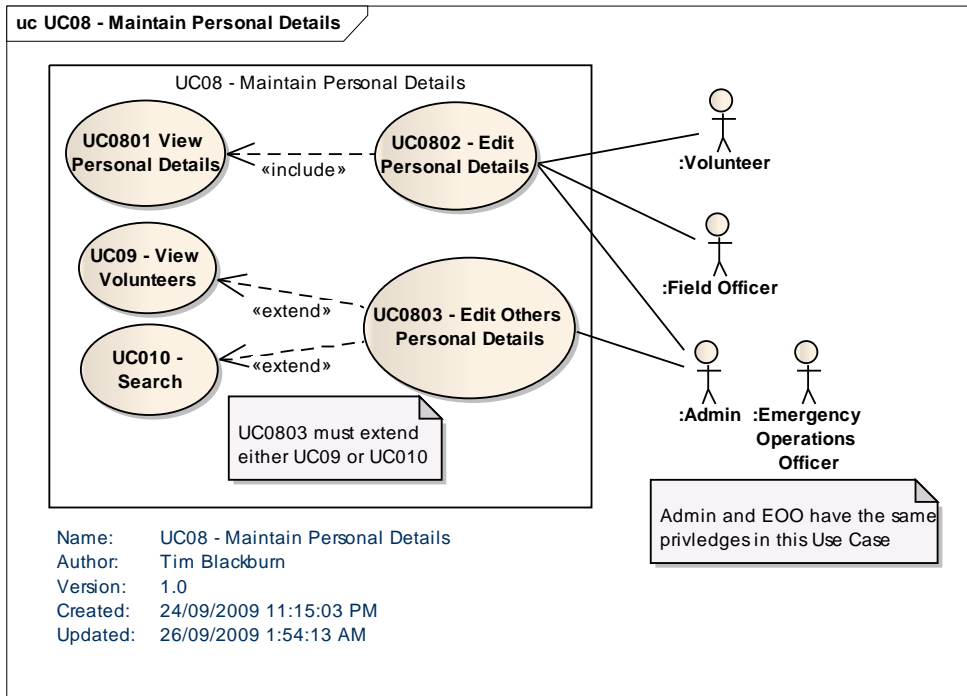 uc UC08 - Maintain Personal Details
UC08 - Maintain Personal Details
UC0801 View
Personal Details
«include»
UC0802 - Edit
Personal Details
:Volunteer
UC09 - View
Volunteers
«extend»
UC0803 - Edit Others
Personal Details
:Field Officer
UC010 -
Search
«extend»
:Admin
:Emergency
Operations
Officer
UC0803 must extend
either UC09 or UC010
Admin and EOO have the same
privledges in this Use Case
Name: UC08 - Maintain Personal Details
Author: Tim Blackburn
Version: 1.0
Created: 24/09/2009 11:15:03 PM
Updated: 26/09/2009 1:54:13 AM